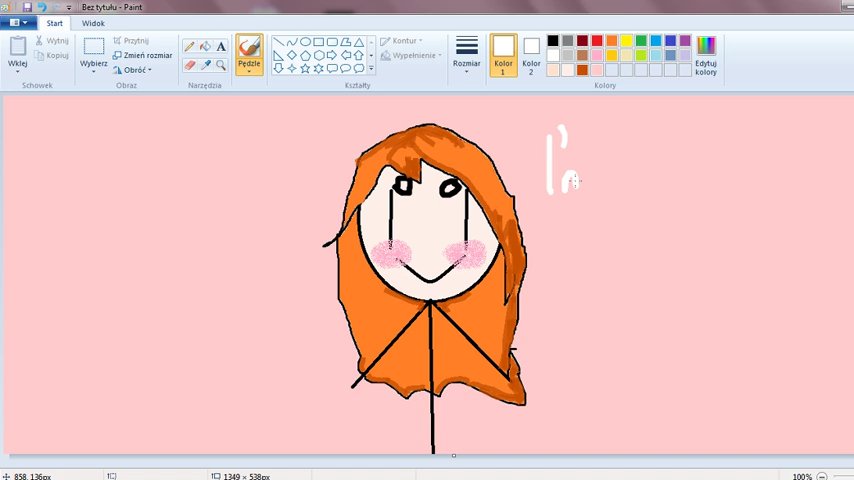 Bez tytułu - Paint
Start Widok
Wklej
Wytnij
Kopiuj
Schowek
Wybierz
Przytnij
Zmień rozmiar
Obróć
Obraz
A
Narzędzia
Pędzle
Kontur
Wypełnienie
Kształty
Rozmiar
Kolor 1
Kolor 2
Edytuj kolory
Kolory
I'
858, 136px
1349 × 538px
100%